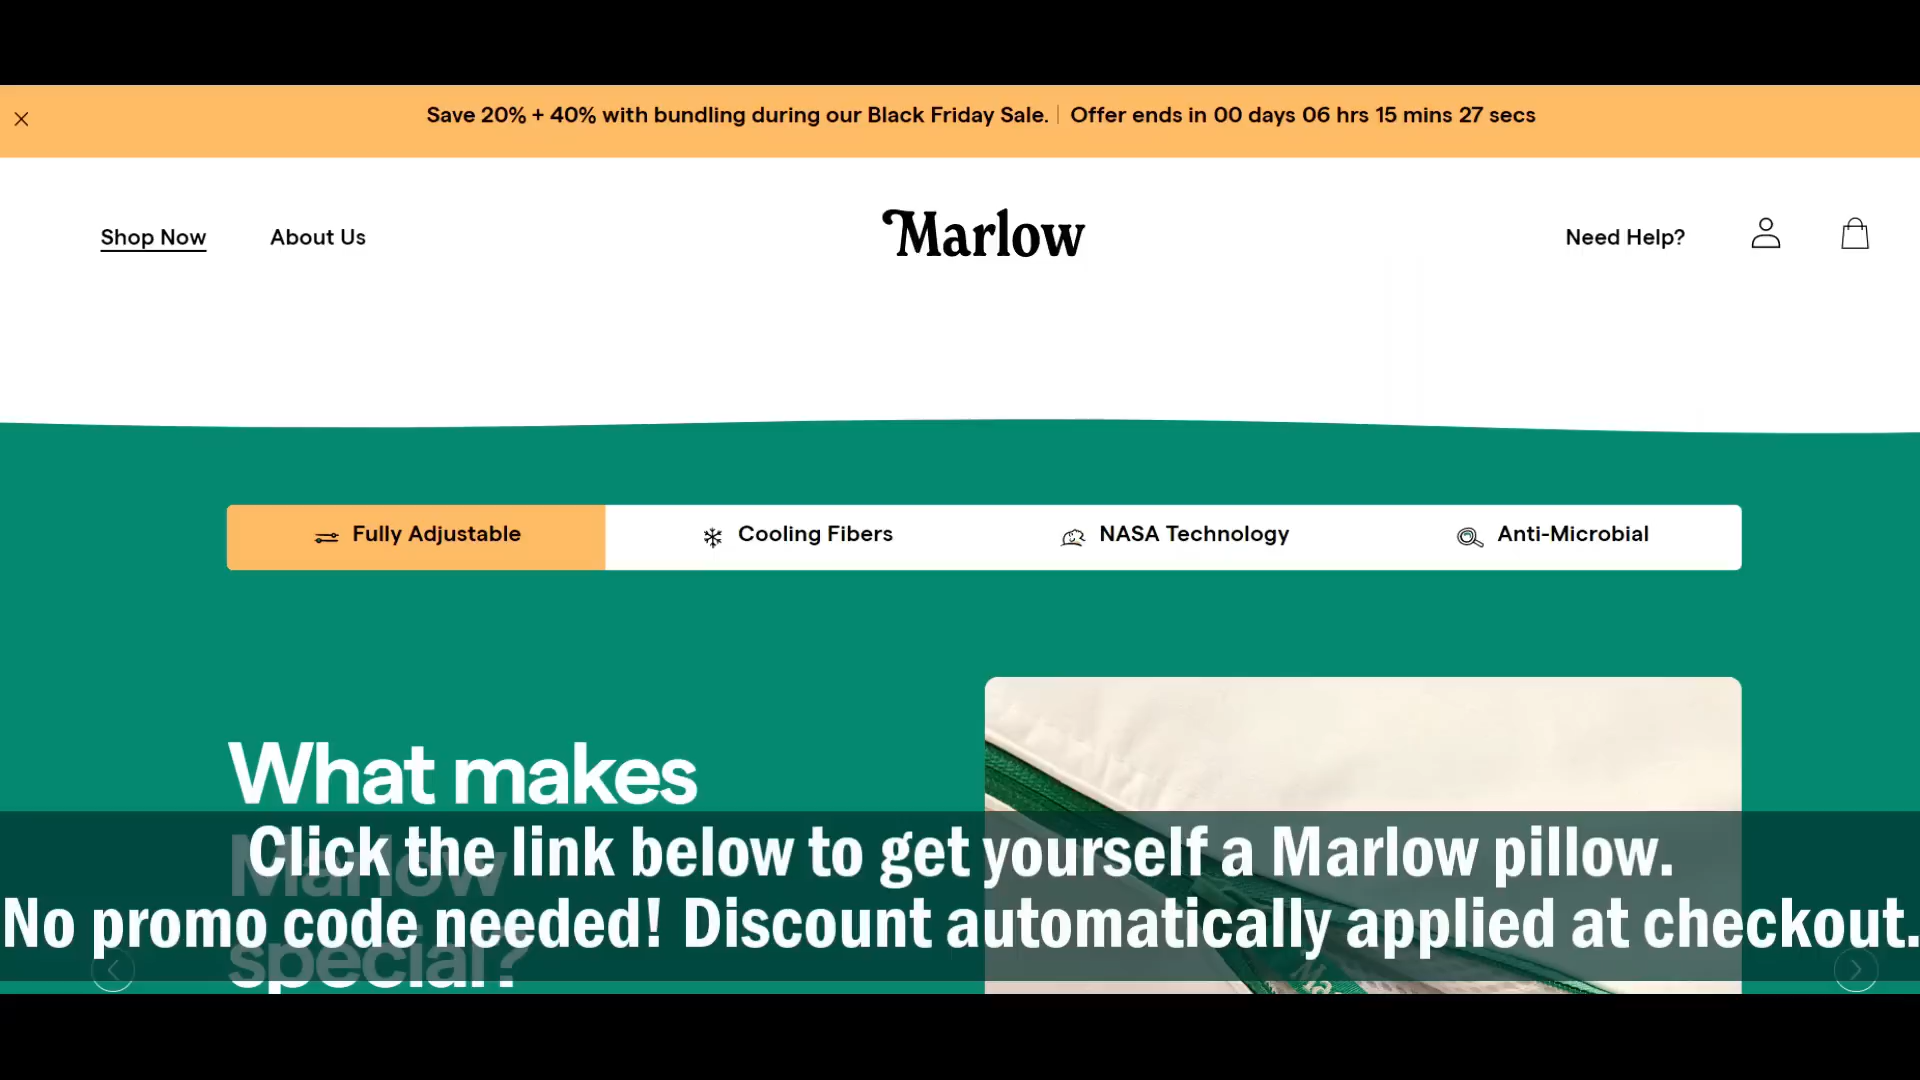 Save 20% + 40% with bundling during our Black Friday Sale. Offer ends in 00 days 06 hrs 15 mins 27 secs
Shop Now About Us Marlow Need Help?
Fully Adjustable Cooling Fibers NASA Technology Anti-Microbial
What makes
Marlow
special?
Click the link below to get yourself a Marlow pillow.
No promo code needed! Discount automatically applied at checkout.